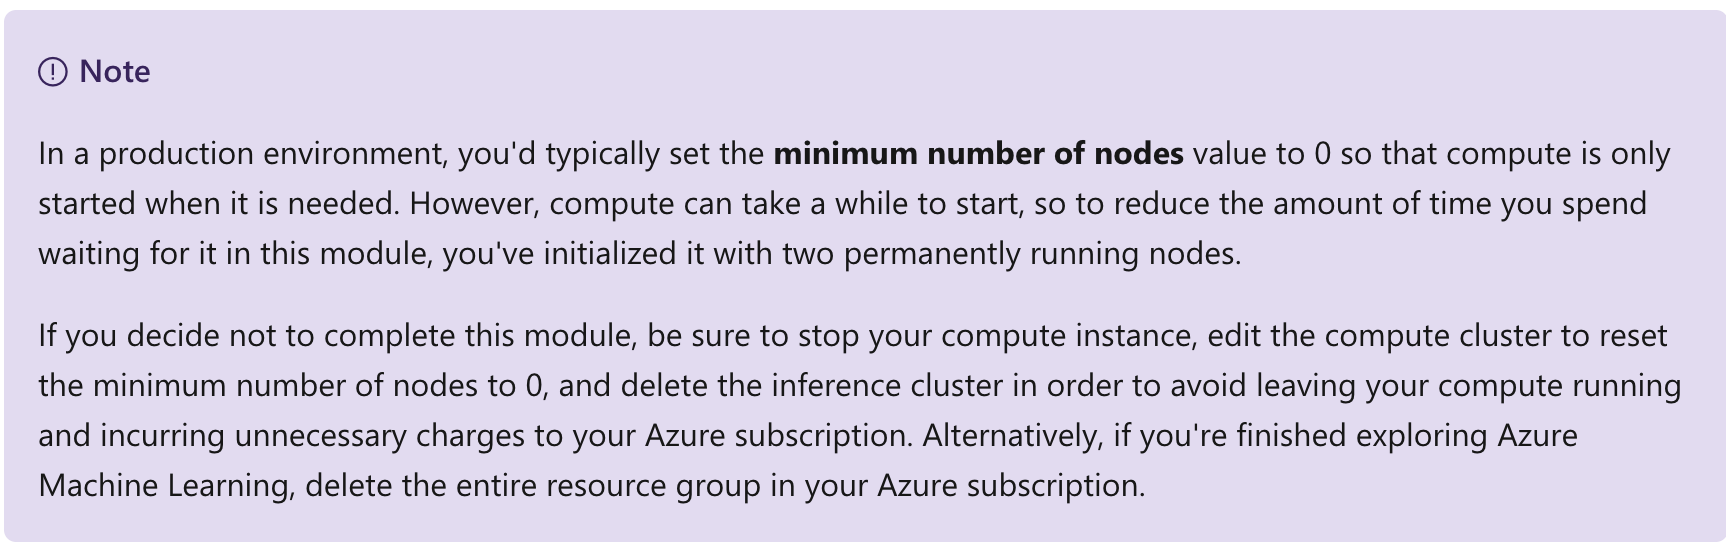 Note
In a production environment, you'd typically set the minimum number of nodes value to 0 so that compute is only
started when it is needed. However, compute can take a while to start, so to reduce the amount of time you spend
waiting for it in this module, you've initialized it with two permanently running nodes.
If you decide not to complete this module, be sure to stop your compute instance, edit the compute cluster to reset
the minimum number of nodes to 0, and delete the inference cluster in order to avoid leaving your compute running
and incurring unnecessary charges to your Azure subscription. Alternatively, if you're finished exploring Azure
Machine Learning, delete the entire resource group in your Azure subscription.